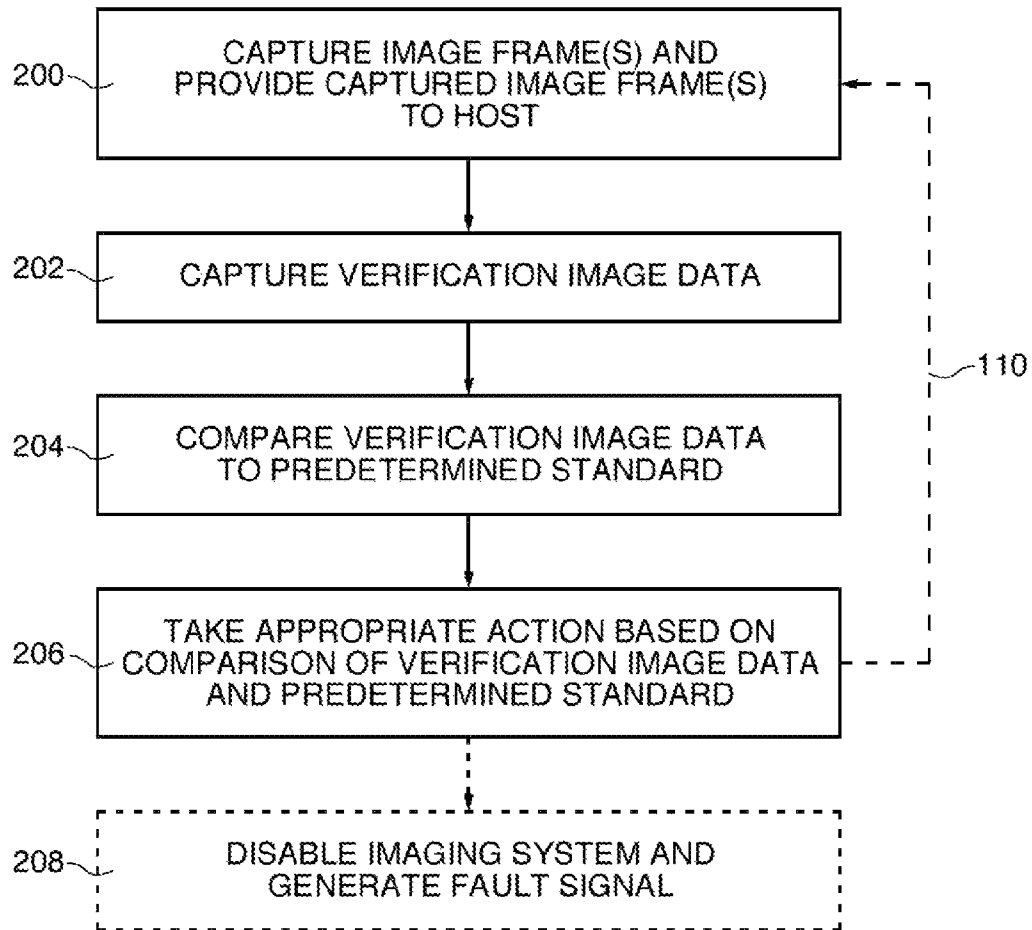 200
CAPTURE IMAGE FRAME(S) AND
PROVIDE CAPTURED IMAGE FRAME(S)
TO HOST
202
CAPTURE VERIFICATION IMAGE DATA
110
204
COMPARE VERIFICATION IMAGE DATA
TO PREDETERMINED STANDARD
206
TAKE APPROPRIATE ACTION BASED ON
COMPARISON OF VERIFICATION IMAGE DATA
AND PREDETERMINED STANDARD
208
DISABLE IMAGING SYSTEM AND
GENERATE FAULT SIGNAL